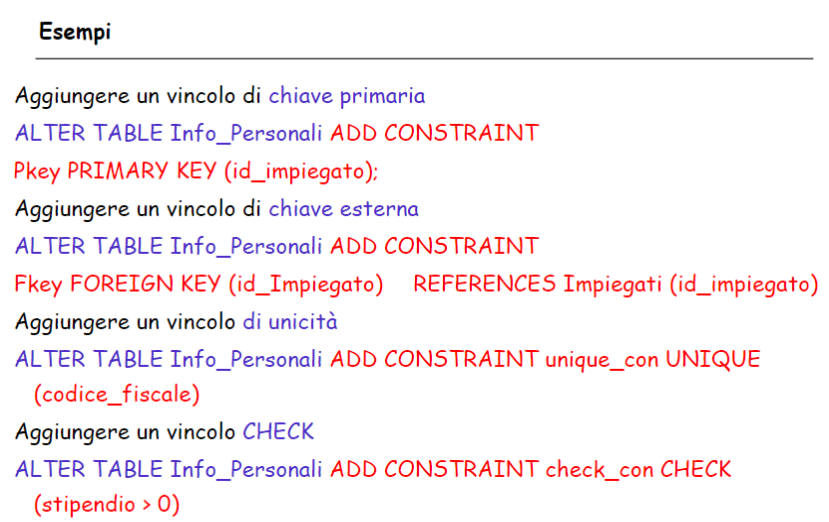 Esempi
Aggiungere un vincolo di chiave primaria
ALTER TABLE Info_Personali ADD CONSTRAINT
Pkey PRIMARY KEY (id_impiegato);
Aggiungere un vincolo di chiave esterna
ALTER TABLE Info_Personali ADD CONSTRAINT
Fkey FOREIGN KEY (id_Impiegato) REFERENCES Impiegati (id_impiegato)
Aggiungere un vincolo di unicità
ALTER TABLE Info_Personali ADD CONSTRAINT unique_con UNIQUE
(codice_fiscale)
Aggiungere un vincolo CHECK
ALTER TABLE Info_Personali ADD CONSTRAINT check_con CHECK
(stipendio > 0)